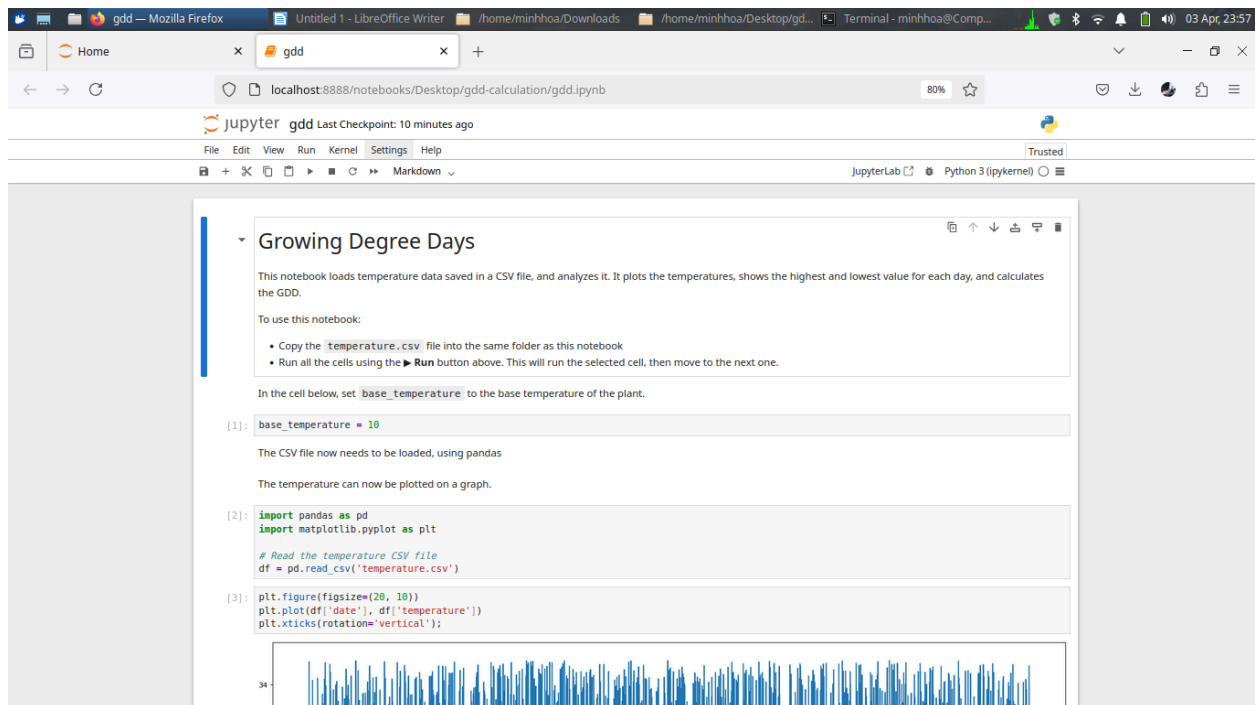 gdd — Mozilla Firefox
Untitled 1 - LibreOffice Writer
/home/minhhoa/Downloads
/home/minhhoa/Desktop/gd...
Terminal - minhhoa@Comp...
03 Apr, 23:57
Home
gdd
localhost:8888/notebooks/Desktop/gdd-calculation/gdd.ipynb
80%
jupyter gdd Last Checkpoint: 10 minutes ago
File Edit View Run Kernel Settings Help
Trusted
Markdown
JupyterLab
Python 3 (ipykernel)
Growing Degree Days
This notebook loads temperature data saved in a CSV file, and analyzes it. It plots the temperatures, shows the highest and lowest value for each day, and calculates
the GDD.
To use this notebook:
• Copy the temperature.csv file into the same folder as this notebook
• Run all the cells using the ▶ Run button above. This will run the selected cell, then move to the next one.
In the cell below, set base_temperature to the base temperature of the plant.
[1]: base_temperature = 10
The CSV file now needs to be loaded, using pandas
The temperature can now be plotted on a graph.
[2]: import pandas as pd
import matplotlib.pyplot as plt
# Read the temperature CSV file
df = pd.read_csv('temperature.csv')
[3]: plt.figure(figsize=(20, 10))
plt.plot(df['date'], df['temperature'])
plt.xticks(rotation='vertical');
34